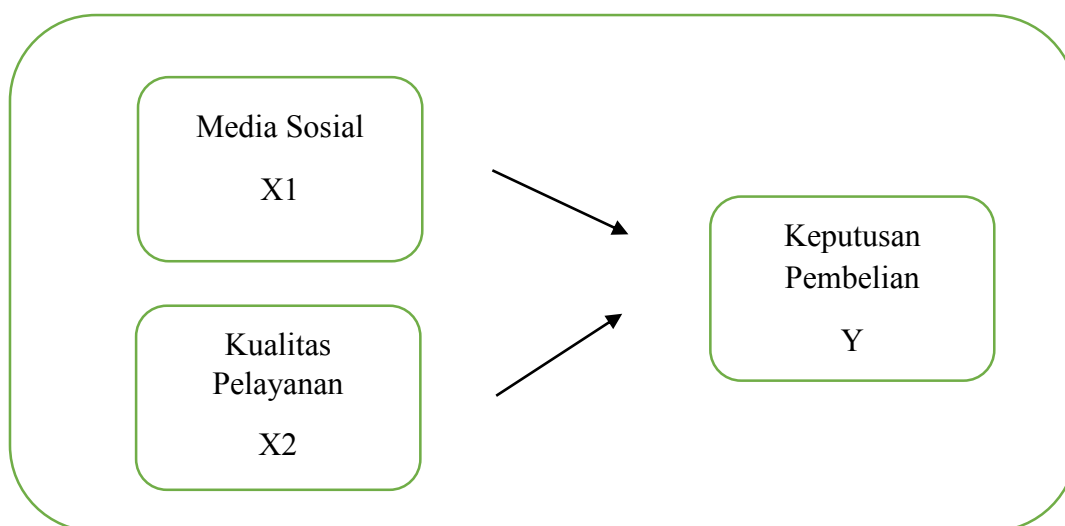 Media Sosial
X1
Kualitas
Pelayanan
X2
Keputusan
Pembelian
Y